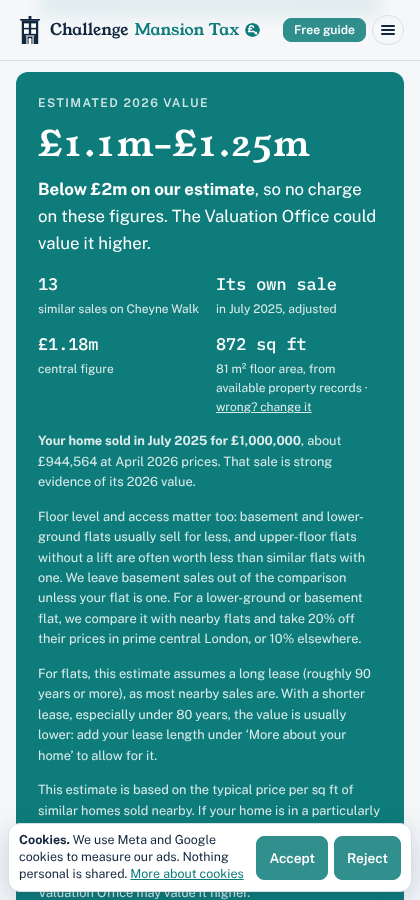 Challenge Mansion Tax
Free guide
ESTIMATED 2026 VALUE
£1.1m–£1.25m
Below £2m on our estimate, so no charge
on these figures. The Valuation Office could
value it higher.
13
similar sales on Cheyne Walk
Its own sale
in July 2025, adjusted
£1.18m
central figure
872 sq ft
81 m² floor area, from
available property records ·
wrong? change it
Your home sold in July 2025 for £1,000,000, about
£944,564 at April 2026 prices. That sale is strong
evidence of its 2026 value.
Floor level and access matter too: basement and lower-
ground flats usually sell for less, and upper-floor flats
without a lift are often worth less than similar flats with
one. We leave basement sales out of the comparison
unless your flat is one. For a lower-ground or basement
flat, we compare it with nearby flats and take 20% off
their prices in prime central London, or 10% elsewhere.
For flats, this estimate assumes a long lease (roughly 90
years or more), as most nearby sales are. With a shorter
lease, especially under 80 years, the value is usually
lower: add your lease length under ‘More about your
home’ to allow for it.
This estimate is based on the typical price per sq ft of
similar homes sold nearby. If your home is in a particularly
Cookies. We use Meta and Google
cookies to measure our ads. Nothing
personal is shared. More about cookies
Accept
Reject
Valuation Office may value it higher.